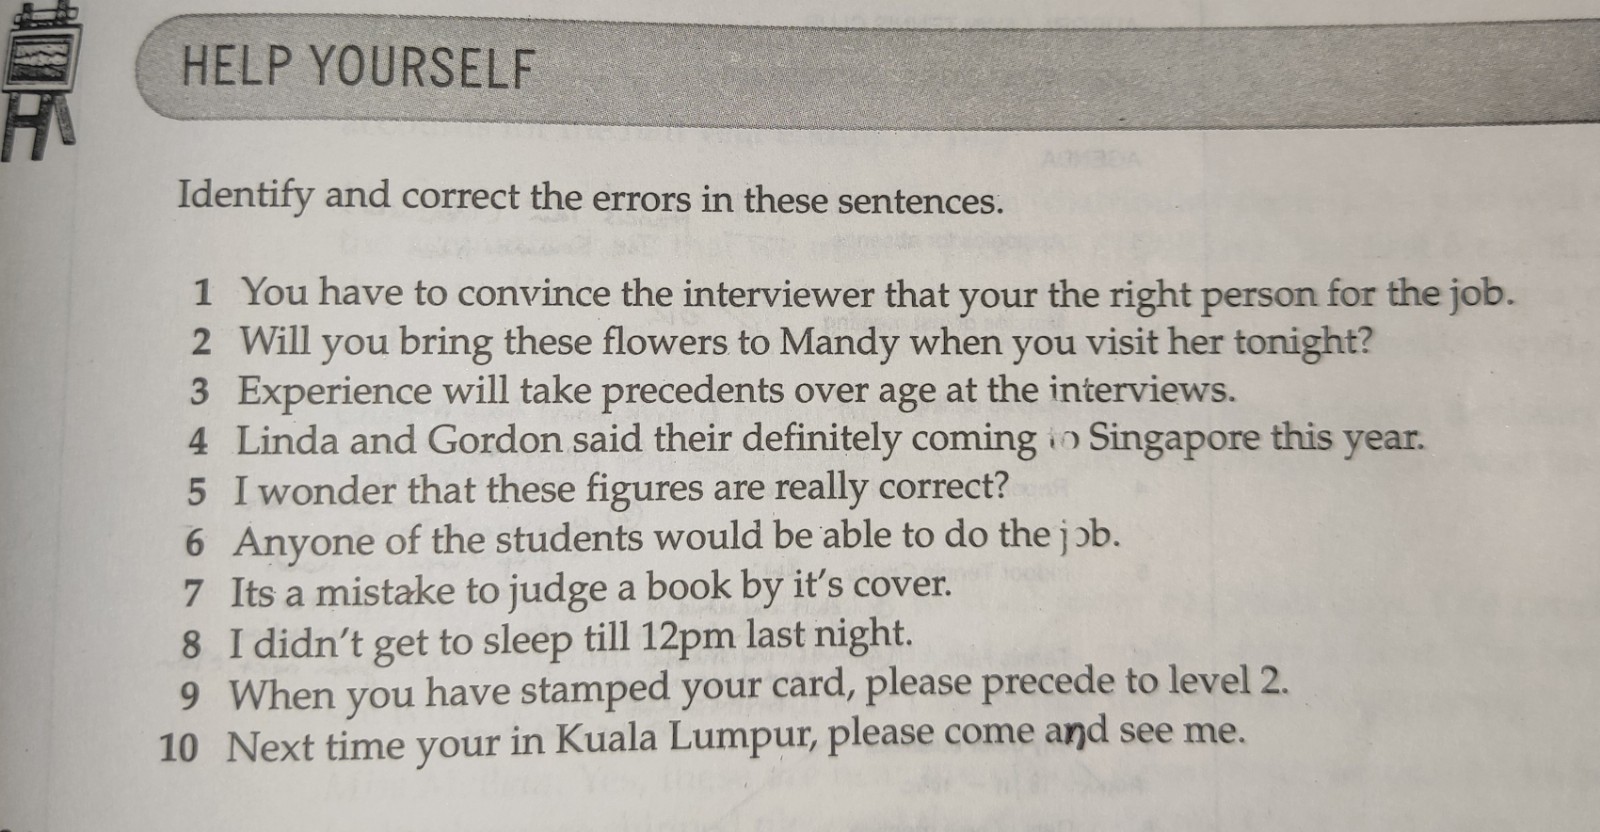 HELP YOURSELF
Identify and correct the errors in these sentences.
1 You have to convince the interviewer that your the right person for the job.
2 Will you bring these flowers to Mandy when you visit her tonight?
3 Experience will take precedents over age at the interviews.
4 Linda and Gordon said their definitely coming to Singapore this year.
5 I wonder that these figures are really correct?
6 Anyone of the students would be able to do the job.
7 Its a mistake to judge a book by it's cover.
8 I didn't get to sleep till 12pm last night.
9 When you have stamped your card, please precede to level 2.
10 Next time your in Kuala Lumpur, please come and see me.